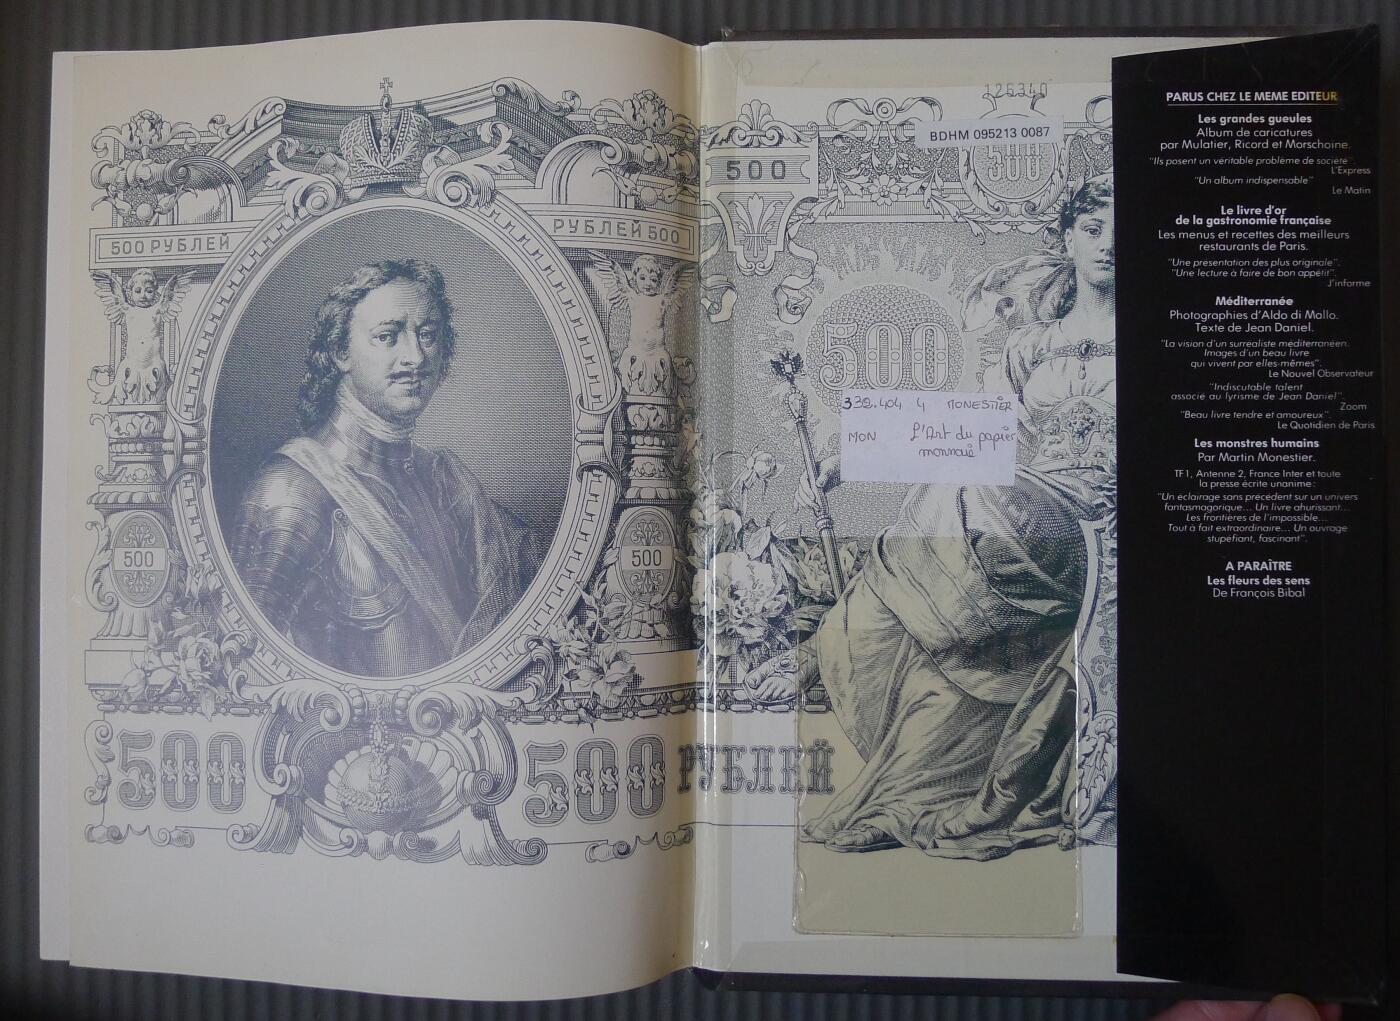 500 РУБЛЕЙ
РУБЛЕЙ 500
500
500
500 500 РУБЛЕЙ
126340
BDHM 095213 0087
500
500
500
332.404 4 MONESTIER
MON L'Art du papier
monnaie
PARUS CHEZ LE MEME EDITEUR
Les grandes gueules
Album de caricatures
par Mulatier, Ricord et Morschoine.
"Ils posent un véritable problème de société".
L'Express
"Un album indispensable"
Le Matin
Le livre d'or
de la gastronomie française
Les menus et recettes des meilleurs
restaurants de Paris.
"Une présentation des plus originale".
"Une lecture à faire de bon appétit".
J'informe
Méditerranée
Photographies d'Aldo di Mallo.
Texte de Jean Daniel.
"La vision d'un surréaliste méditerranéen.
Images d'un beau livre
qui vivent par elles-mêmes".
Le Nouvel Observateur
"Indiscutable talent
associé au lyrisme de Jean Daniel".
Zoom
"Beau livre tendre et amoureux".
Le Quotidien de Paris
Les monstres humains
Par Martin Monestier.
TF1, Antenne 2, France Inter et toute
la presse écrite unanime:
"Un éclairage sans précédent sur un univers
fantasmagorique... Un livre ahurissant...
Les frontières de l'impossible...
Tout à fait extraordinaire... Un ouvrage
stupéfiant, fascinant".
A PARAÎTRE
Les fleurs des sens
De François Bibal